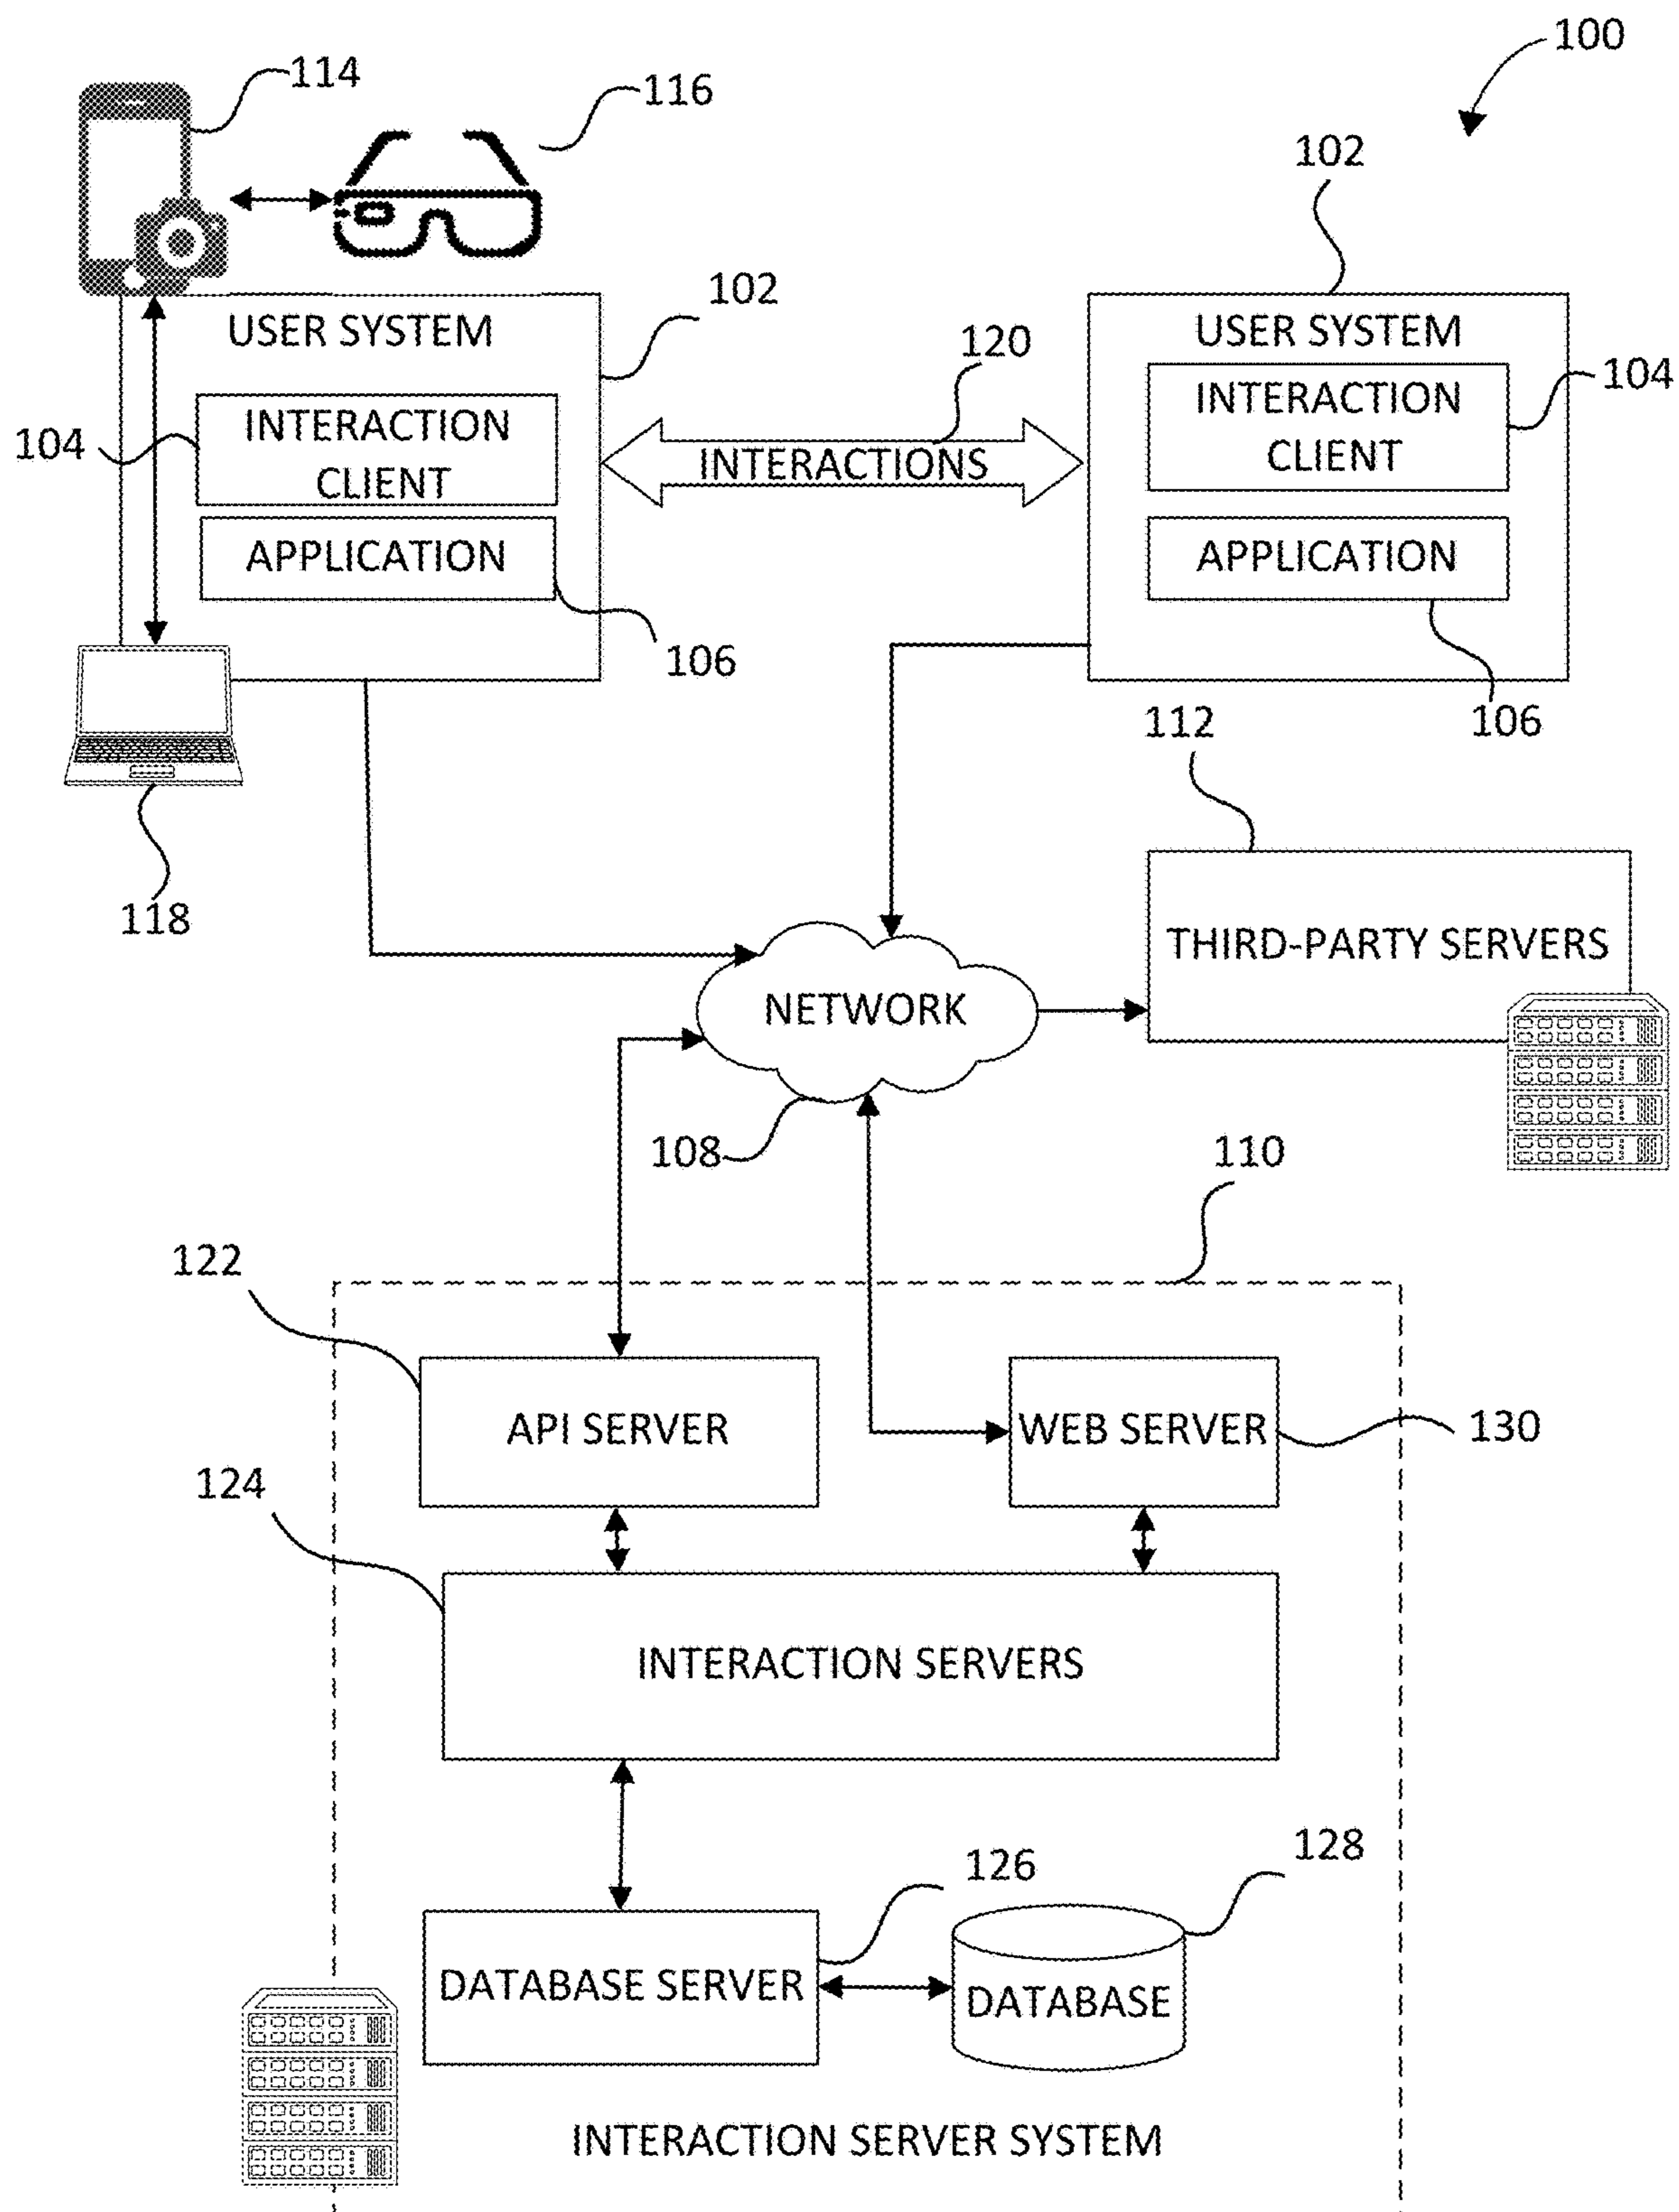 100
114
116
102
102
USER SYSTEM
USER SYSTEM
120
104
INTERACTION
CLIENT
104
INTERACTION
CLIENT
INTERACTIONS
APPLICATION
APPLICATION
106
106
112
118
THIRD-PARTY SERVERS
NETWORK
108
110
122
API SERVER
WEB SERVER
130
124
INTERACTION SERVERS
126
128
DATABASE SERVER
DATABASE
INTERACTION SERVER SYSTEM